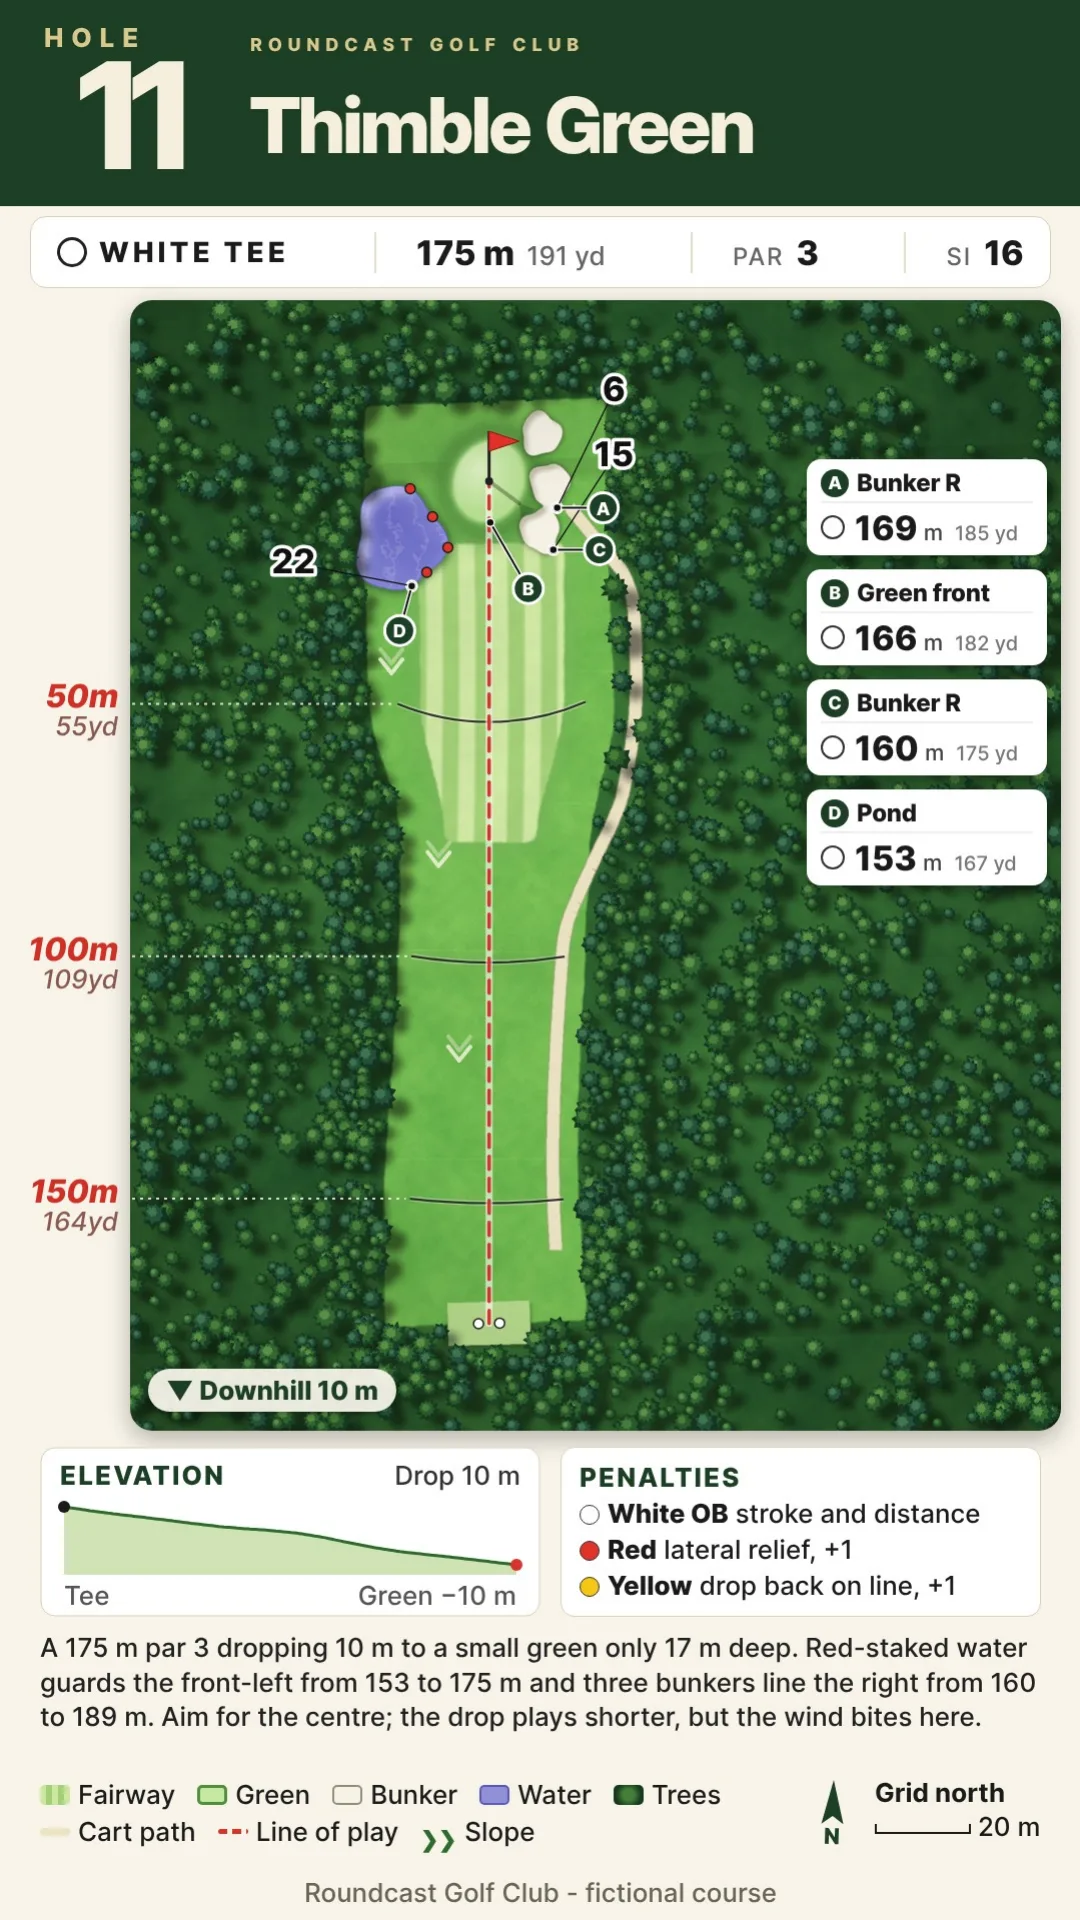 HOLE
11
ROUNDCAST GOLF CLUB
Thimble Green
WHITE TEE 175 m 191 yd PAR 3 SI 16
6
15
A
C
B
22
D
A Bunker R
169 m 185 yd
B Green front
166 m 182 yd
C Bunker R
160 m 175 yd
D Pond
153 m 167 yd
50m
55yd
100m
109yd
150m
164yd
▼ Downhill 10 m
ELEVATION Drop 10 m
Tee Green −10 m
PENALTIES
White OB stroke and distance
Red lateral relief, +1
Yellow drop back on line, +1
A 175 m par 3 dropping 10 m to a small green only 17 m deep. Red-staked water
guards the front-left from 153 to 175 m and three bunkers line the right from 160
to 189 m. Aim for the centre; the drop plays shorter, but the wind bites here.
Fairway Green Bunker Water Trees
Cart path Line of play Slope
N
Grid north
20 m
Roundcast Golf Club - fictional course